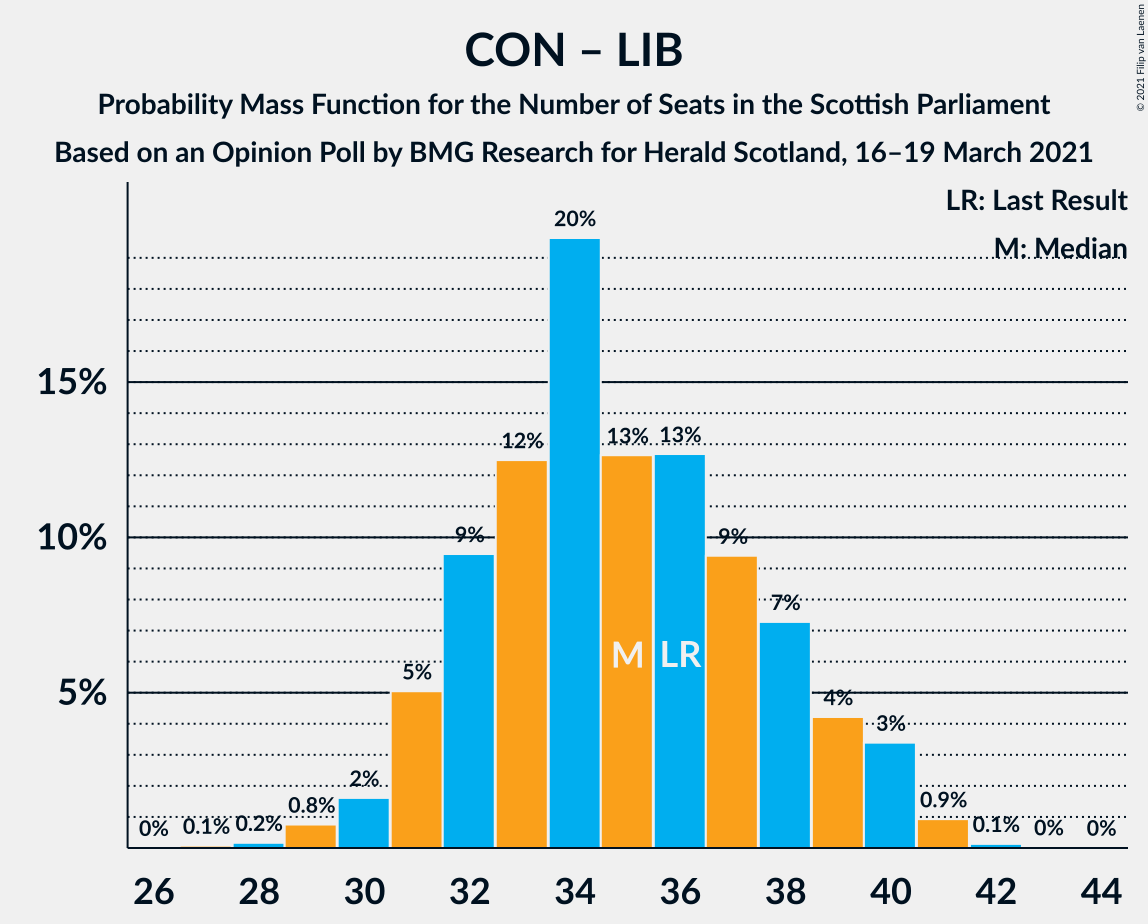 CON – LIB
Probability Mass Function for the Number of Seats in the Scottish Parliament
Based on an Opinion Poll by BMG Research for Herald Scotland, 16–19 March 2021
© 2021 Filip van Laenen
LR: Last Result
M: Median
15%
10%
5%
0%
0.1%
0.2%
0.8%
2%
5%
9%
12%
20%
13%
13%
9%
7%
4%
3%
0.9%
0.1%
0%
0%
M
LR
26 28 30 32 34 36 38 40 42 44